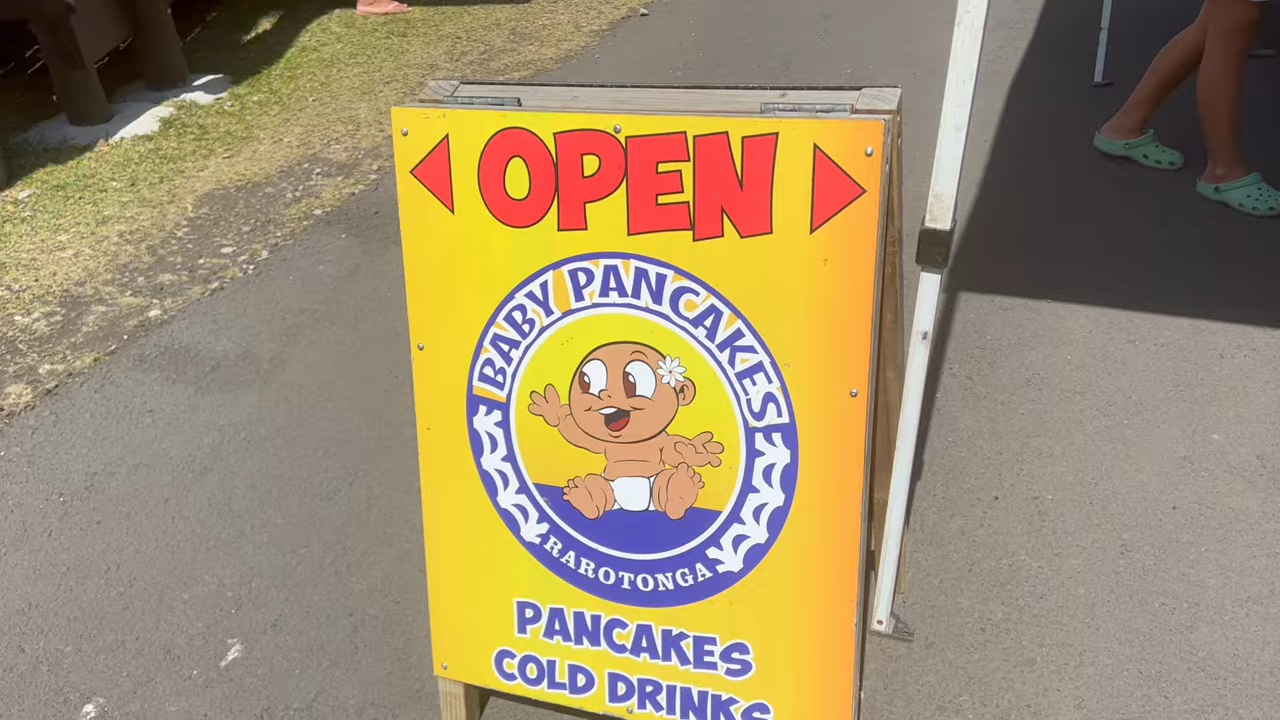 OPEN
BABY PANCAKES
RAROTONGA
PANCAKES
COLD DRINKS